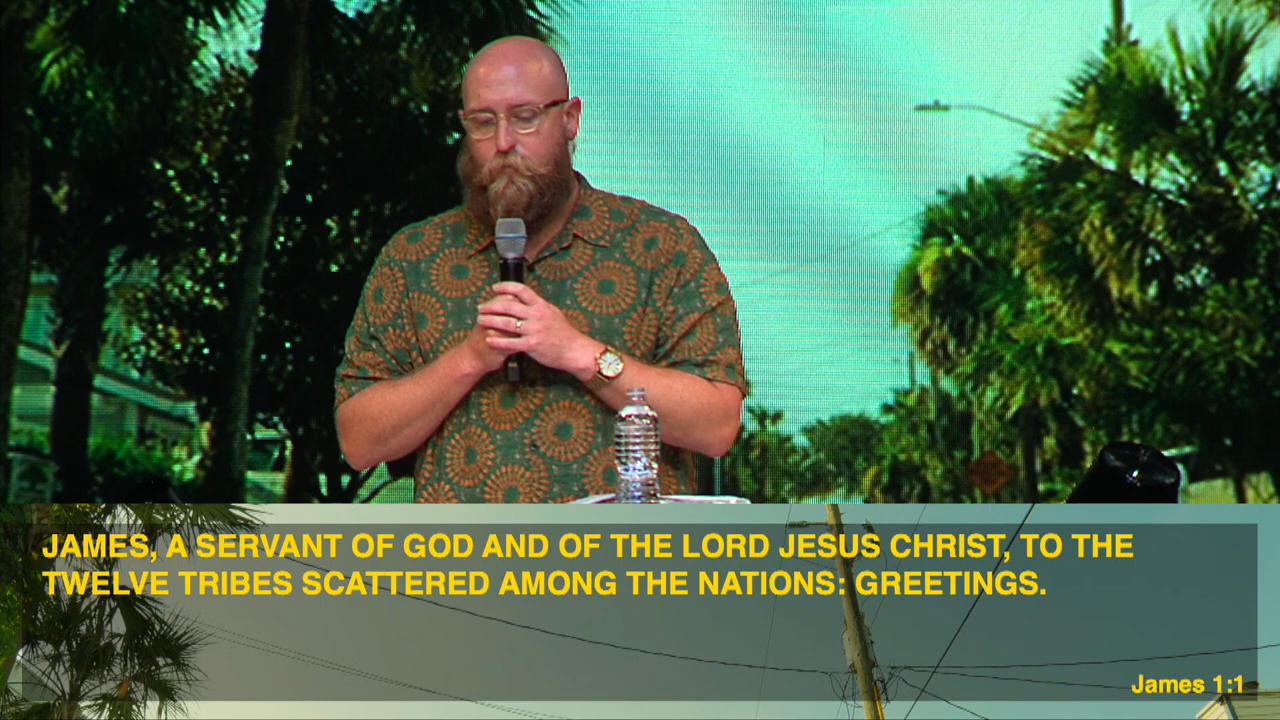 JAMES, A SERVANT OF GOD AND OF THE LORD JESUS CHRIST, TO THE
TWELVE TRIBES SCATTERED AMONG THE NATIONS: GREETINGS.
James 1:1